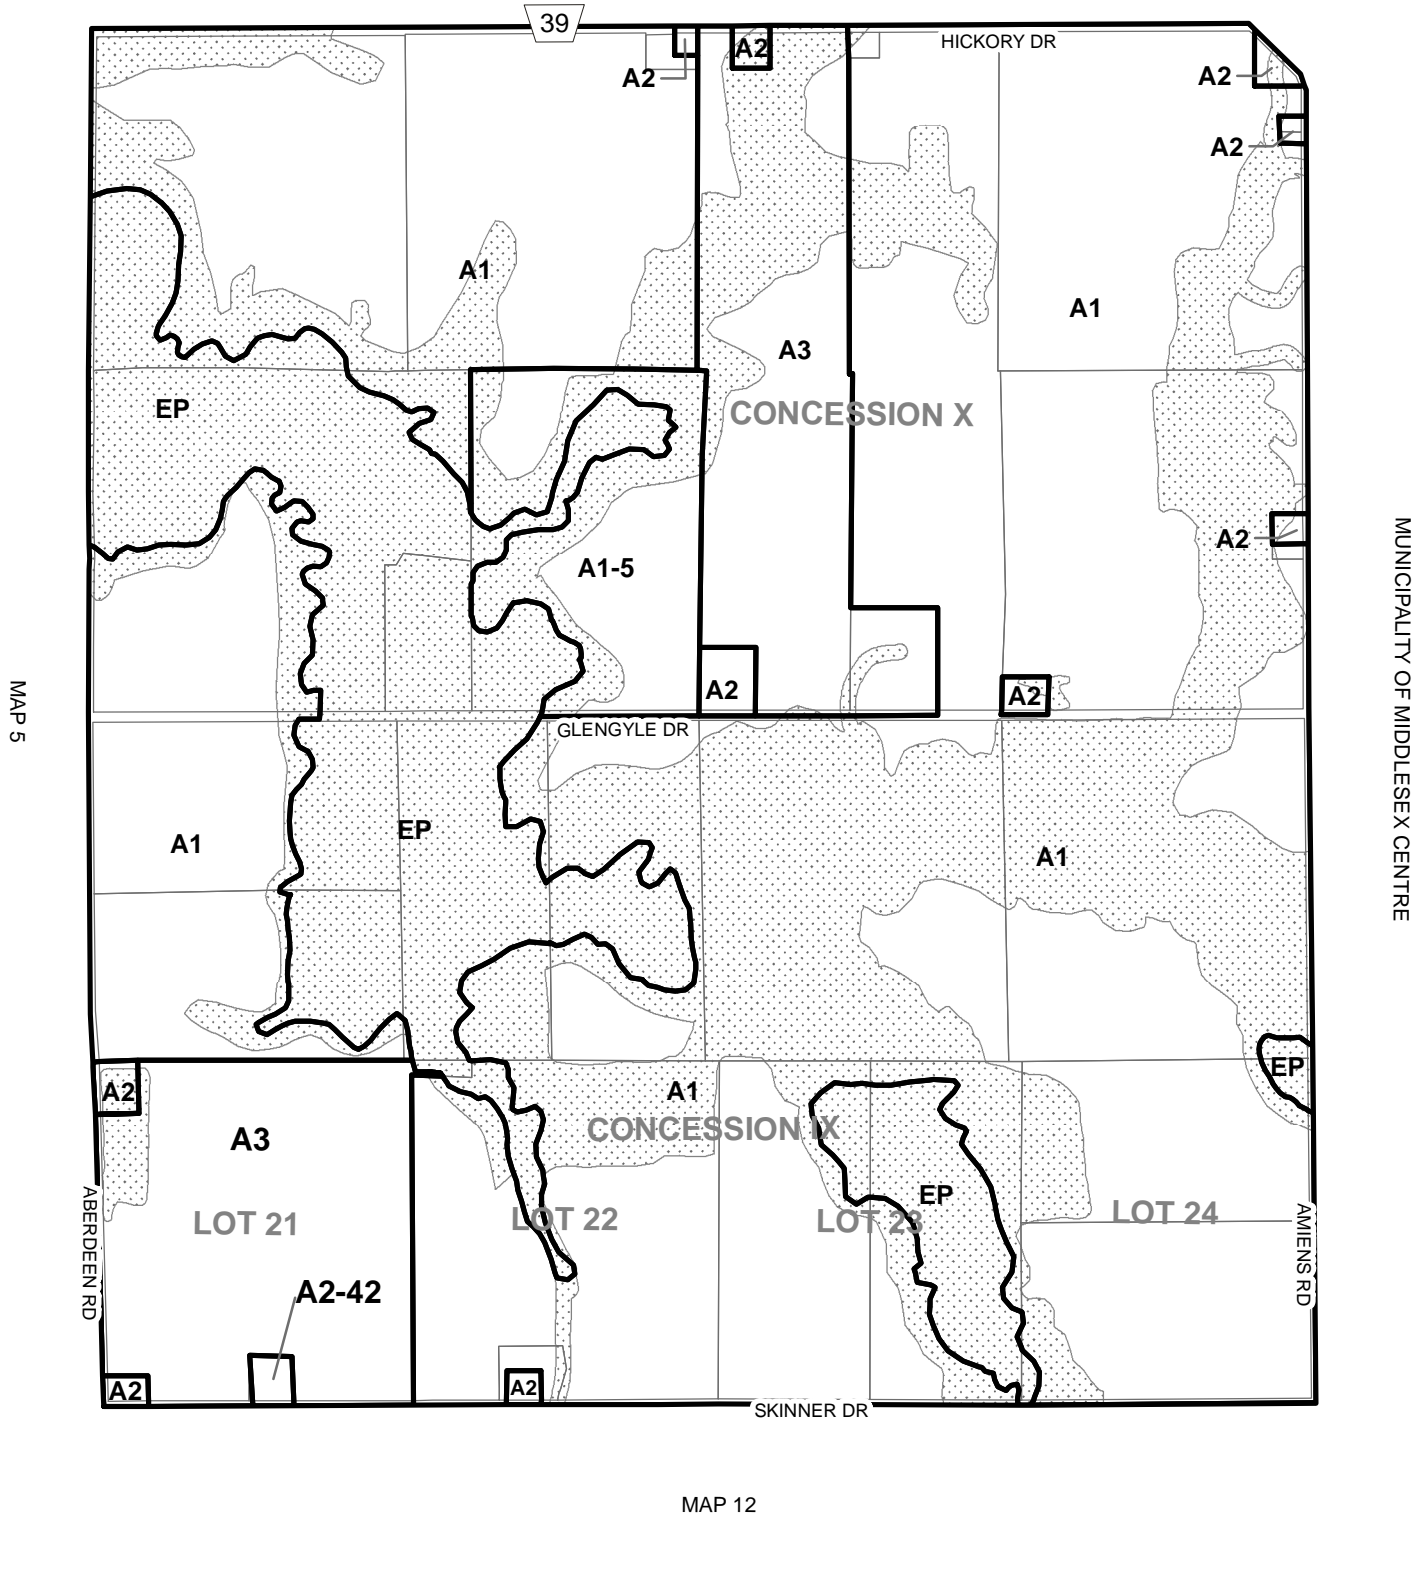 39
HICKORY DR
A2
A2
A2
A2
A1
A1
A3
EP
CONCESSION X
A2
A1-5
A2
A2
GLENGYLE DR
MAP 5
MUNICIPALITY OF MIDDLESEX CENTRE
EP
A1
A1
EP
A2
A1
CONCESSION IX
A3
EP
LOT 21
LOT 22
LOT 23
LOT 24
ABERDEEN RD
AMIENS RD
A2-42
A2
A2
SKINNER DR
MAP 12